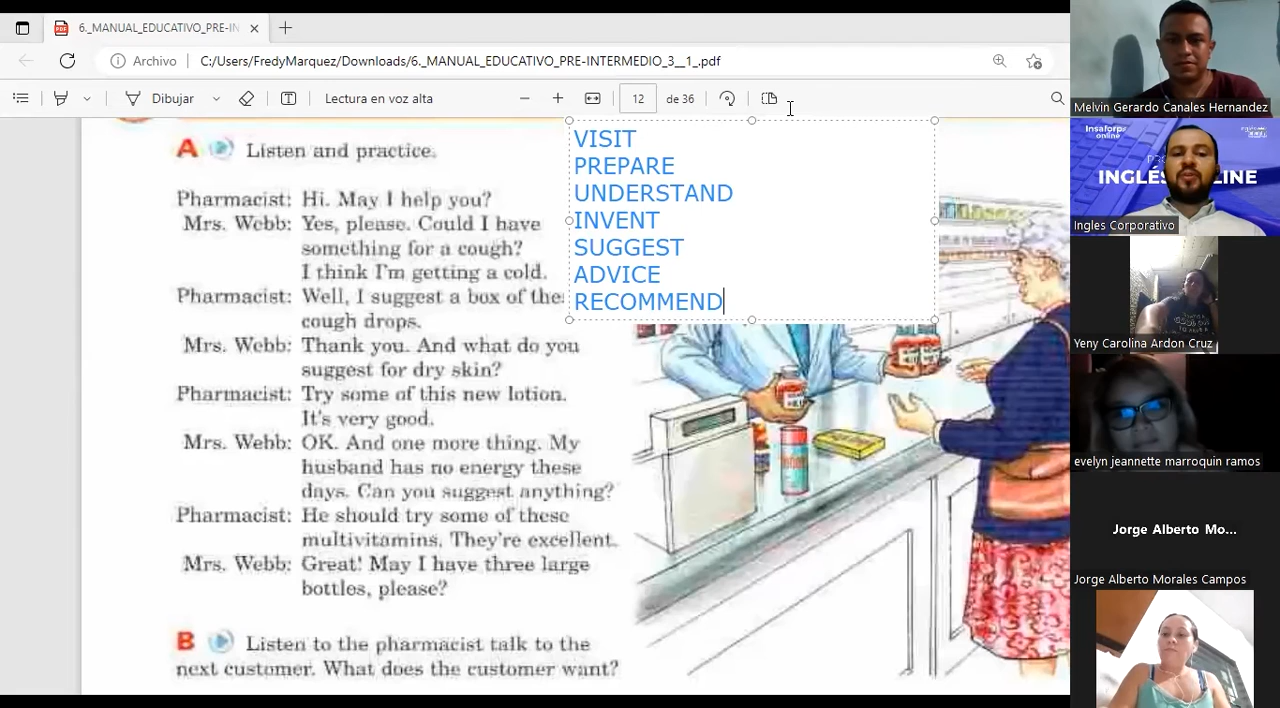 6._MANUAL_EDUCATIVO_PRE-IN
Archivo
C:/Users/FredyMarquez/Downloads/6._MANUAL_EDUCATIVO_PRE-INTERMEDIO_3__1_.pdf
Dibujar
Lectura en voz alta
12
de 36
A Listen and practice.
Pharmacist: Hi. May I help you?
Mrs. Webb: Yes, please. Could I have
something for a cough?
I think I'm getting a cold.
Pharmacist: Well, I suggest a box of the
cough drops.
Mrs. Webb: Thank you. And what do you
suggest for dry skin?
Pharmacist: Try some of this new lotion.
It's very good.
Mrs. Webb: OK. And one more thing. My
husband has no energy these
days. Can you suggest anything?
Pharmacist: He should try some of these
multivitamins. They're excellent.
Mrs. Webb: Great! May I have three large
bottles, please?
B Listen to the pharmacist talk to the
next customer. What does the customer want?
VISIT
PREPARE
UNDERSTAND
INVENT
SUGGEST
ADVICE
RECOMMEND
Melvin Gerardo Canales Hernandez
Insaforp
online
INGLÉS
LINE
Ingles Corporativo
Yeny Carolina Ardon Cruz
evelyn jeannette marroquin ramos
Jorge Alberto Mo...
Jorge Alberto Morales Campos